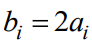 bᵢ = 2aᵢ